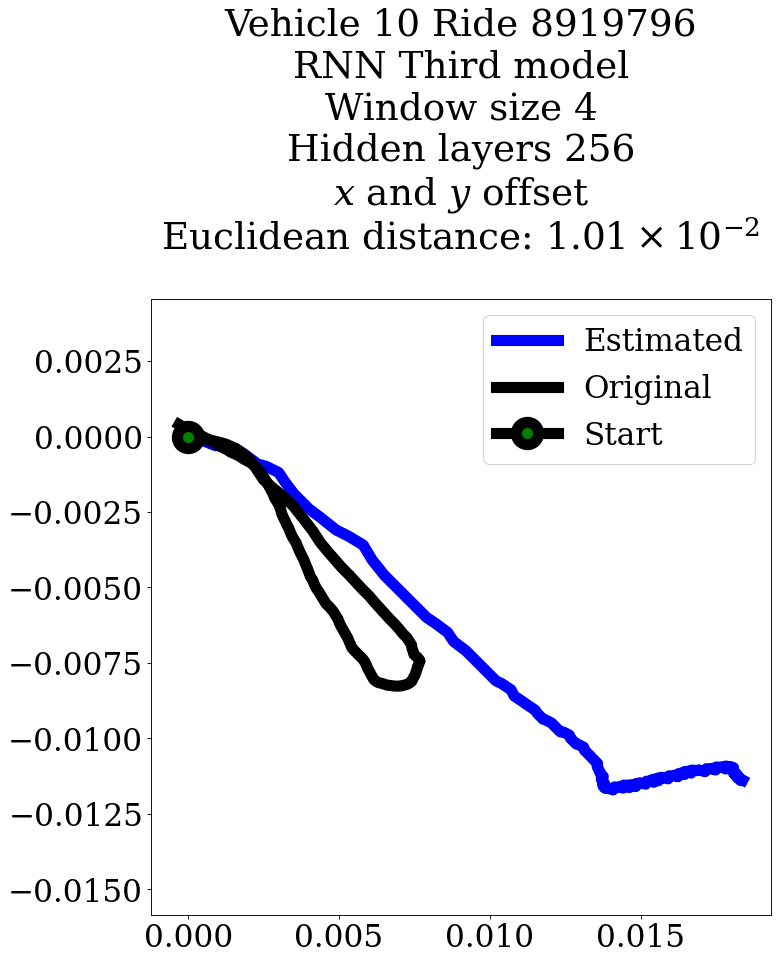 Vehicle 10 Ride 8919796
RNN Third model
Window size 4
Hidden layers 256
x and y offset
Euclidean distance: 1.01 × 10⁻²
Estimated
Original
Start
0.0025
0.0000
−0.0025
−0.0050
−0.0075
−0.0100
−0.0125
−0.0150
0.000 0.005 0.010 0.015